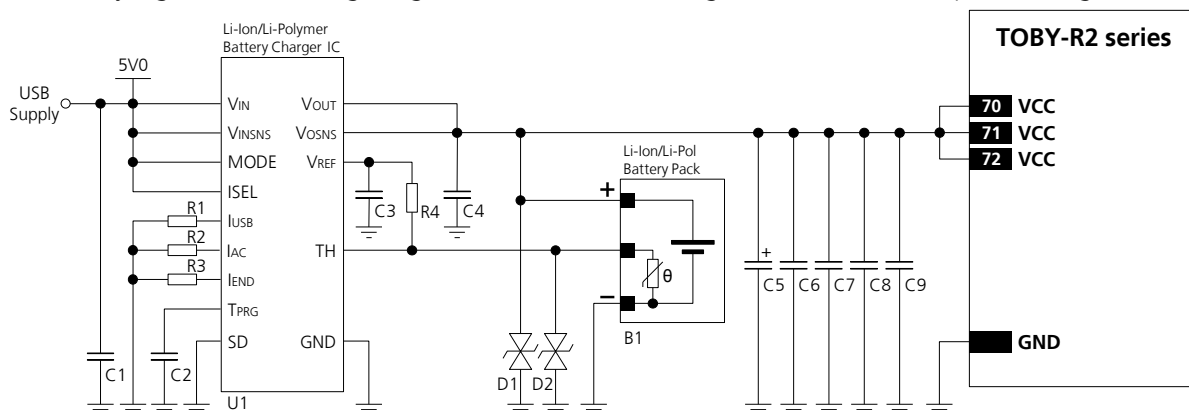 Li-Ion/Li-Polymer
Battery Charger IC
TOBY-R2 series
5V0
USB
Supply
VIN
VINSNS
MODE
ISEL
IUSB
IAC
IEND
TPRG
SD
VOUT
VOSNS
VREF
TH
GND
R1
R2
R3
C1
C2
U1
C3
R4
C4
Li-Ion/Li-Pol
Battery Pack
+
θ
−
B1
D1
D2
+
C5
C6
C7
C8
C9
70 VCC
71 VCC
72 VCC
GND